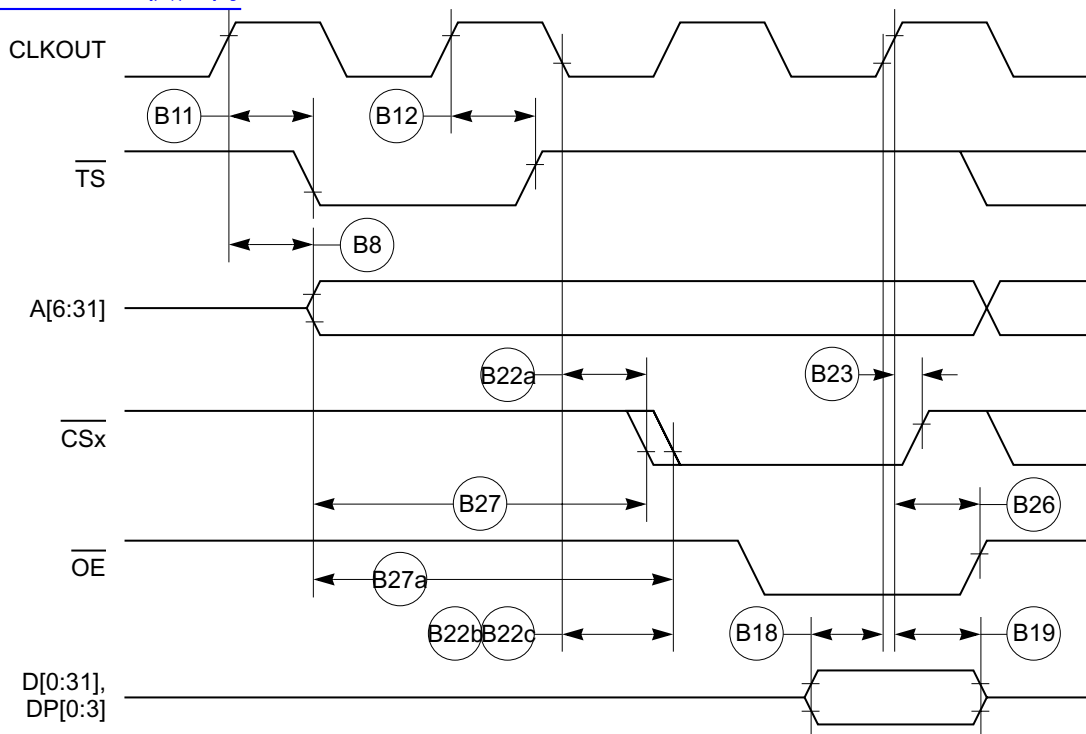 CLKOUT
B11
B12
TS
B8
A[6:31]
B22a
B23
CSx
B27
B26
OE
B27a
B22b
B22c
B18
B19
D[0:31],
DP[0:3]